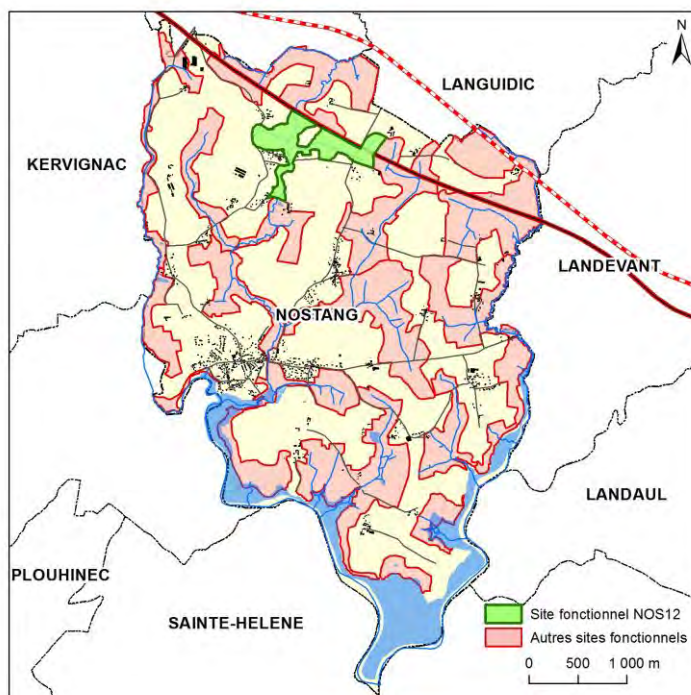 N
LANGUIDIC
KERVIGNAC
LANDEVANT
NOSTANG
LANDAUL
PLOUHINEC
SAINTE-HELENE
Site fonctionnel NOS12
Autres sites fonctionnels
0 500 1 000 m